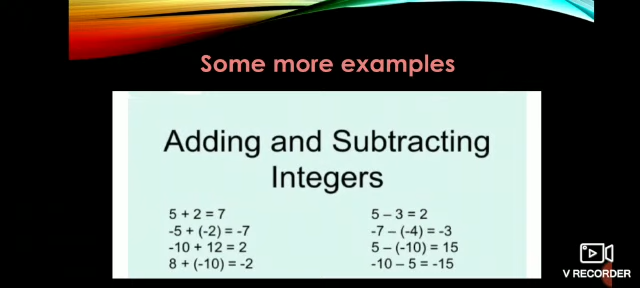 Some more examples
Adding and Subtracting
Integers
5 + 2 = 7
-5 + (-2) = -7
-10 + 12 = 2
8 + (-10) = -2
5 – 3 = 2
-7 – (-4) = -3
5 – (-10) = 15
-10 – 5 = -15
V RECORDER